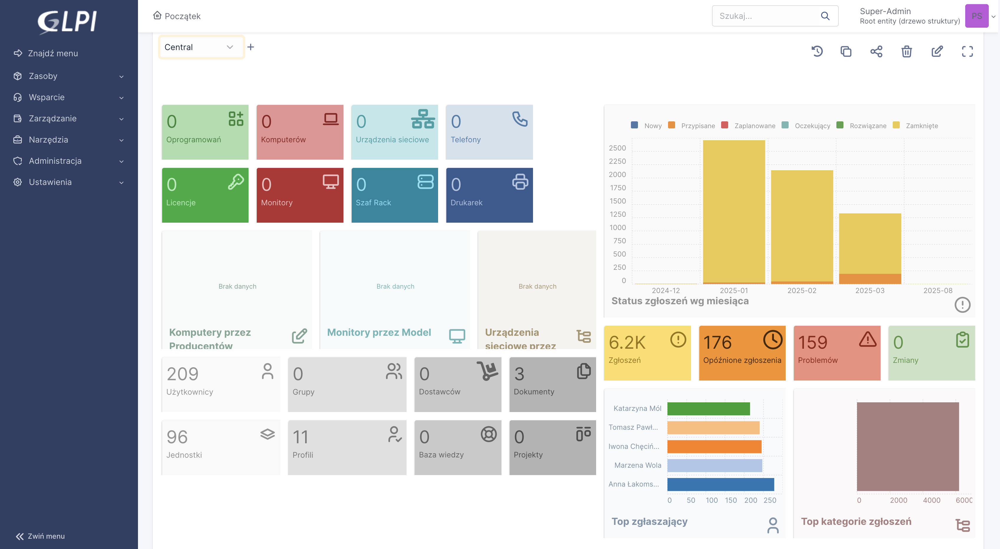 GLPI
Znajdź menu
Zasoby
Wsparcie
Zarządzanie
Narzędzia
Administracja
Ustawienia
Zwiń menu
Początek
Szukaj...
Super-Admin
Root entity (drzewo struktury)
PS
Central
0
Oprogramowań
0
Komputerów
0
Urządzenia sieciowe
0
Telefony
0
Licencje
0
Monitory
0
Szaf Rack
0
Drukarek
Brak danych
Komputery przez
Producentów
Brak danych
Monitory przez Model
Brak danych
Urządzenia
sieciowe przez
209
Użytkownicy
0
Grupy
0
Dostawców
3
Dokumenty
96
Jednostki
11
Profili
0
Baza wiedzy
0
Projekty
Nowy Przypisane Zaplanowane Oczekujący Rozwiązane Zamknięte
2500
2250
2000
1750
1500
1250
1000
750
500
250
0
2024-12 2025-01 2025-02 2025-03 2025-08
Status zgłoszeń wg miesiąca
6.2K
Zgłoszeń
176
Opóźnione zgłoszenia
159
Problemów
0
Zmiany
Katarzyna Mól
Tomasz Pawł...
Iwona Chęciń...
Marzena Wola
Anna Łakoms...
0 50 100 150 200 250
Top zgłaszający
0 2000 4000 6000
Top kategorie zgłoszeń